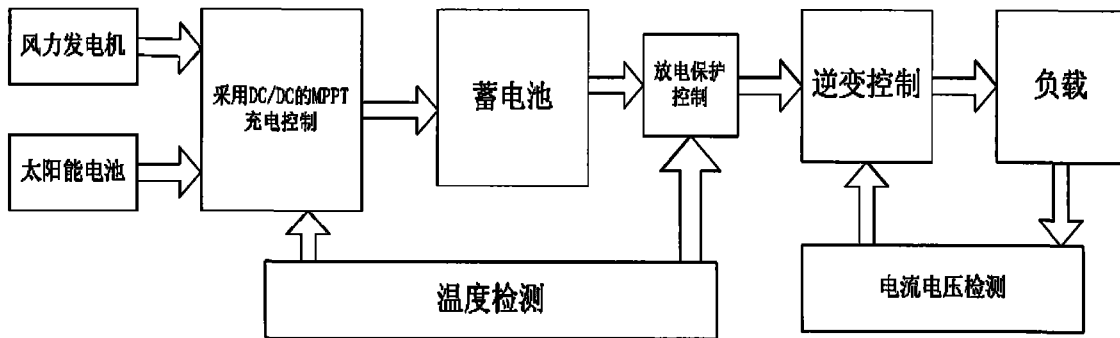 风力发电机
太阳能电池
采用DC/DC的MPPT
充电控制
蓄电池
放电保护
控制
逆变控制
负载
温度检测
电流电压检测